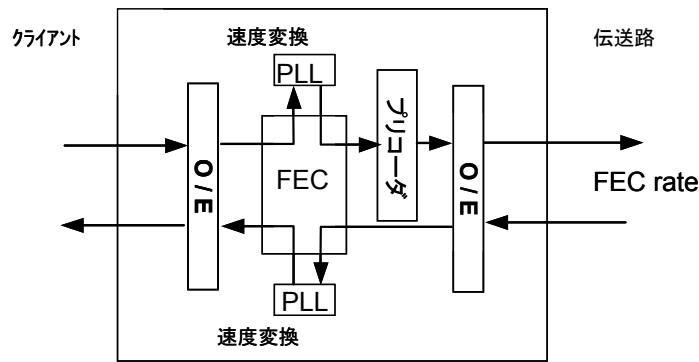 クライアント
速度変換
伝送路
PLL
プリコーダ
O / E
FEC
O / E
FEC rate
PLL
速度変換